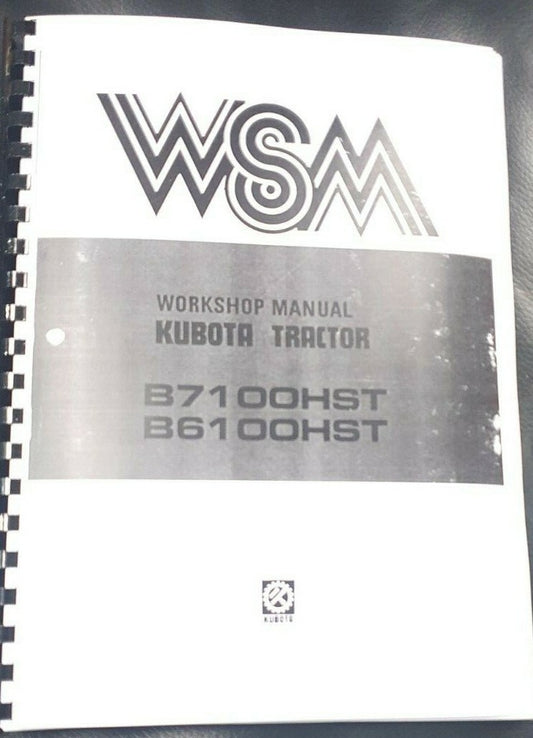 WSM
WORKSHOP MANUAL
KUBOTA TRACTOR
B7100HST
B6100HST
KUBOTA